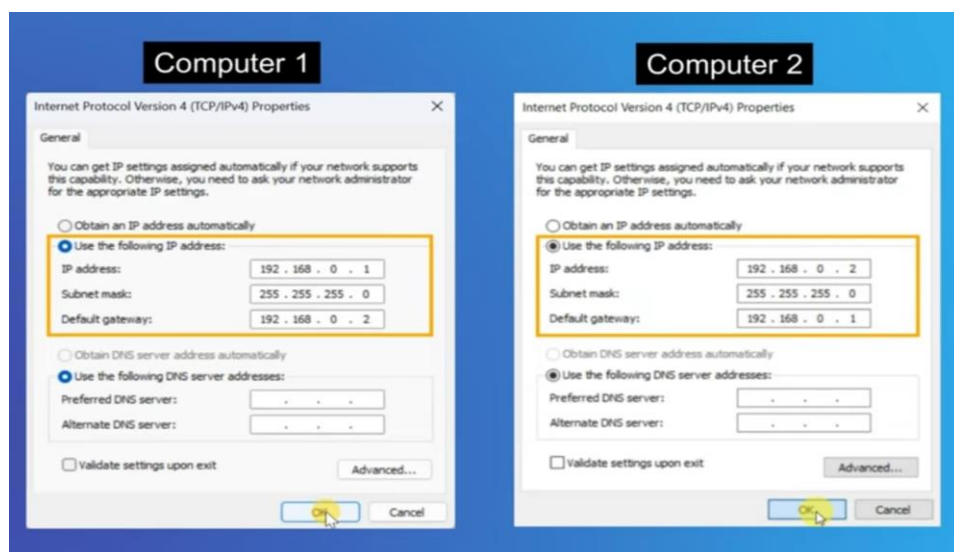 Computer 1
Internet Protocol Version 4 (TCP/IPv4) Properties
General
You can get IP settings assigned automatically if your network supports
this capability. Otherwise, you need to ask your network administrator
for the appropriate IP settings.
Obtain an IP address automatically
Use the following IP address:
IP address: 192 . 168 . 0 . 1
Subnet mask: 255 . 255 . 255 . 0
Default gateway: 192 . 168 . 0 . 2
Obtain DNS server address automatically
Use the following DNS server addresses:
Preferred DNS server: . . .
Alternate DNS server: . . .
Validate settings upon exit
Advanced...
OK Cancel
Computer 2
Internet Protocol Version 4 (TCP/IPv4) Properties
General
You can get IP settings assigned automatically if your network supports
this capability. Otherwise, you need to ask your network administrator
for the appropriate IP settings.
Obtain an IP address automatically
Use the following IP address:
IP address: 192 . 168 . 0 . 2
Subnet mask: 255 . 255 . 255 . 0
Default gateway: 192 . 168 . 0 . 1
Obtain DNS server address automatically
Use the following DNS server addresses:
Preferred DNS server: . . .
Alternate DNS server: . . .
Validate settings upon exit
Advanced...
OK Cancel